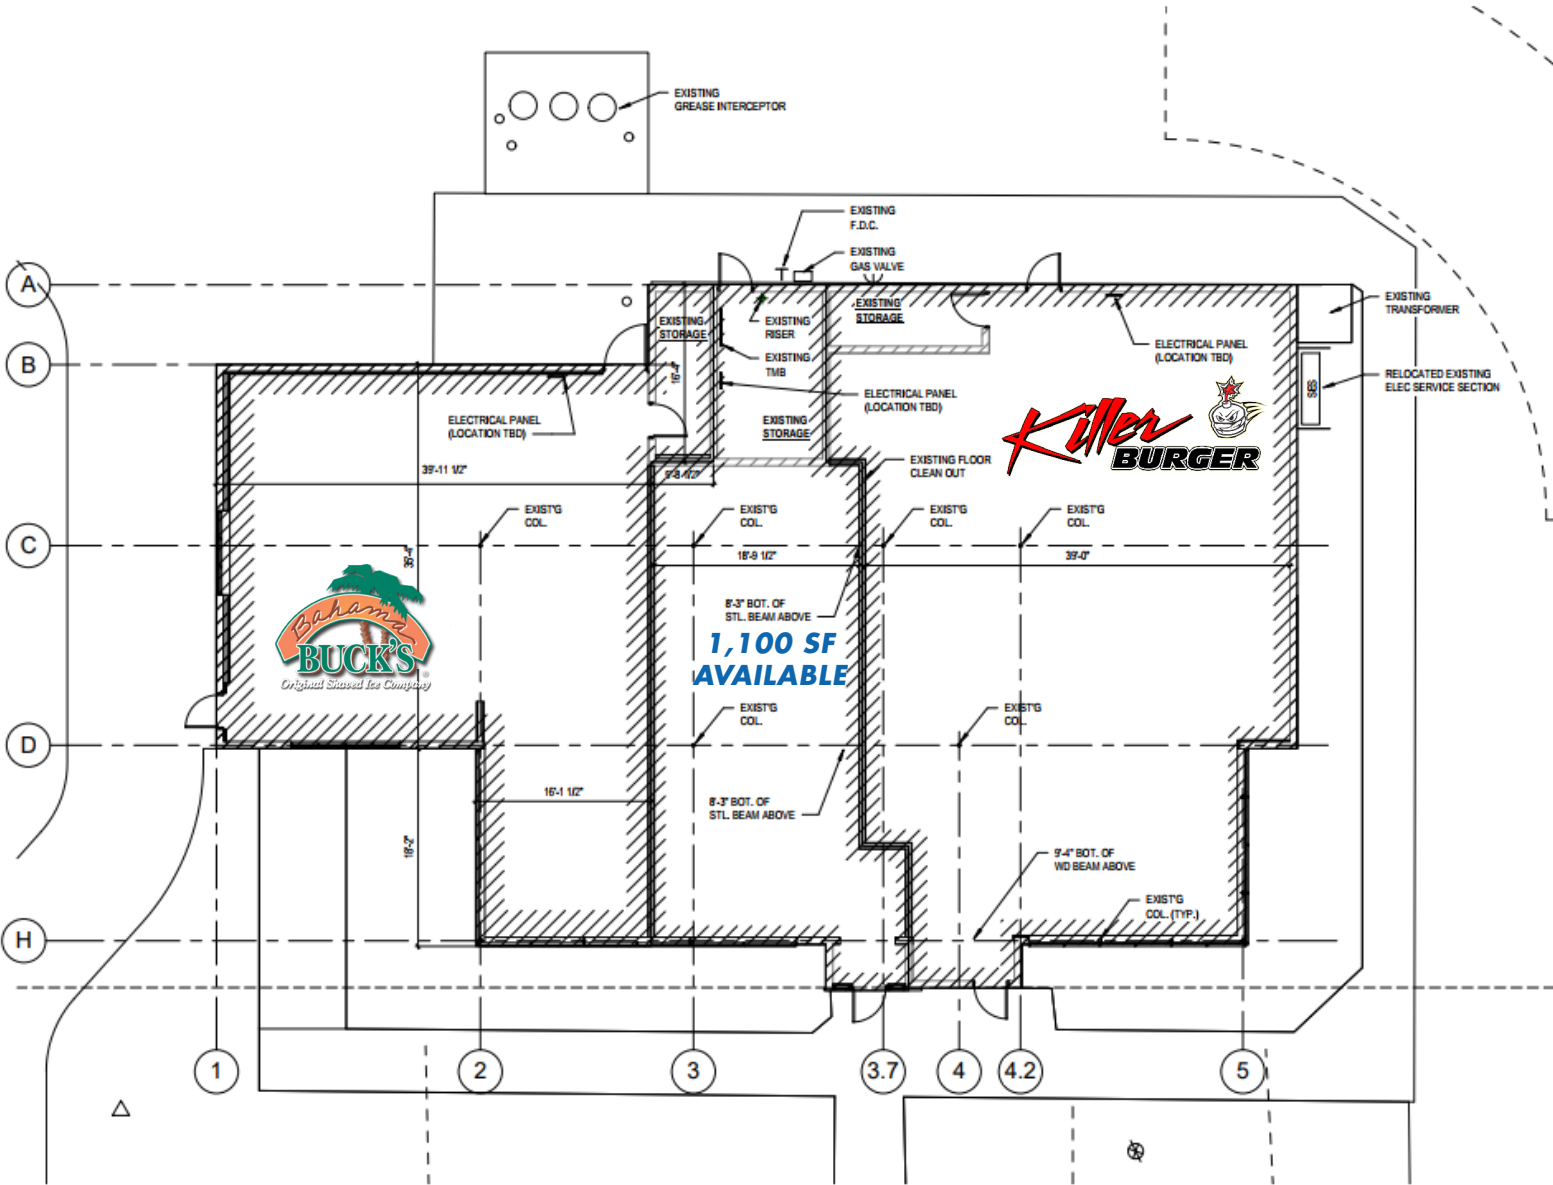 EXISTING
GREASE INTERCEPTOR
EXISTING
F.D.C.
EXISTING
GAS VALVE
A
EXISTING
STORAGE
EXISTING
RISER
EXISTING
STORAGE
EXISTING
TRANSFORMER
B
EXISTING
TMB
ELECTRICAL PANEL
(LOCATION TBD)
RELOCATED EXISTING
ELEC SERVICE SECTION
SES
16'-4"
ELECTRICAL PANEL
(LOCATION TBD)
ELECTRICAL PANEL
(LOCATION TBD)
EXISTING
STORAGE
Killer
BURGER
39'-11 1/2"
9'-8 1/2"
EXISTING FLOOR
CLEAN OUT
EXIST'G
COL.
EXIST'G
COL.
EXIST'G
COL.
EXIST'G
COL.
C
35'-4"
18'-9 1/2"
39'-0"
Bahama
BUCK'S
Original Shaved Ice Company
8'-3" BOT. OF
STL. BEAM ABOVE
1,100 SF
AVAILABLE
EXIST'G
COL.
EXIST'G
COL.
D
16'-1 1/2"
8'-3" BOT. OF
STL. BEAM ABOVE
18'-2"
9'-4" BOT. OF
WD BEAM ABOVE
EXIST'G
COL. (TYP.)
H
1
2
3
3.7
4
4.2
5